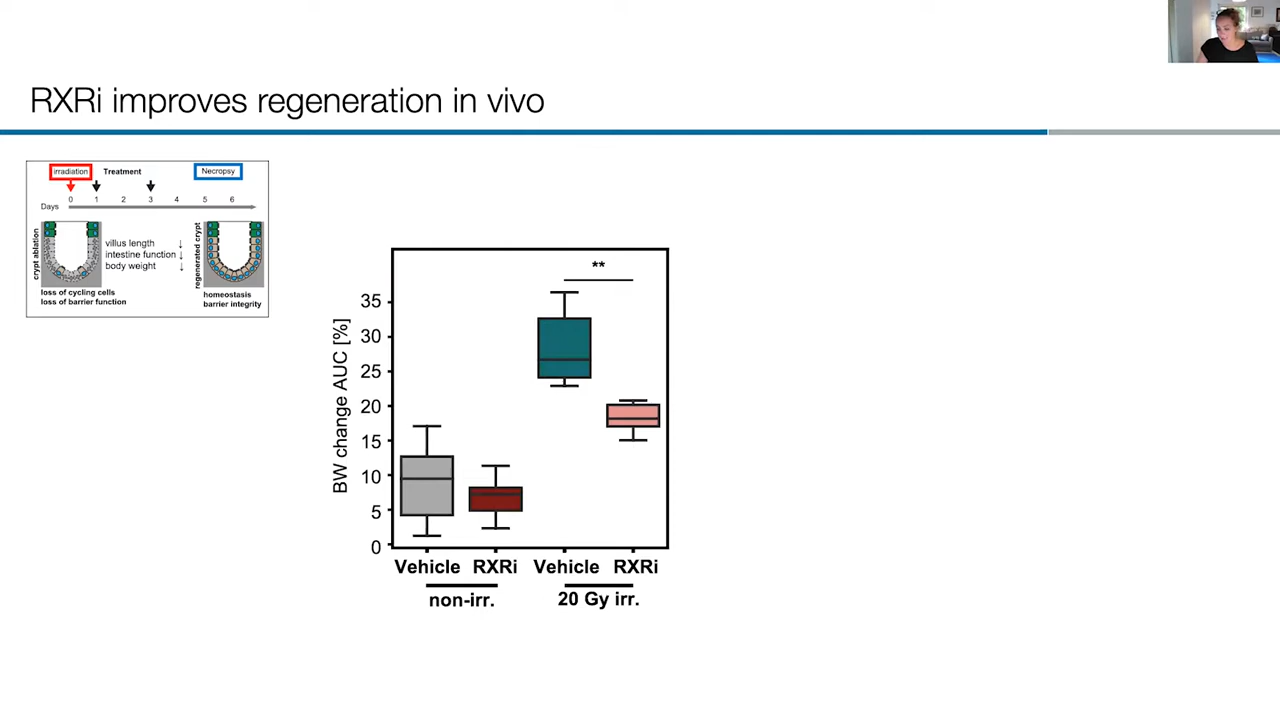 RXRi improves regeneration in vivo
irradiation Treatment Necropsy
Days 0 1 2 3 4 5 6
crypt ablation
villus length ↓
intestine function ↓
body weight ↓
regenerated crypt
loss of cycling cells
loss of barrier function
homeostasis
barrier integrity
BW change AUC [%]
35
30
25
20
15
10
5
0
**
Vehicle RXRi Vehicle RXRi
non-irr. 20 Gy irr.